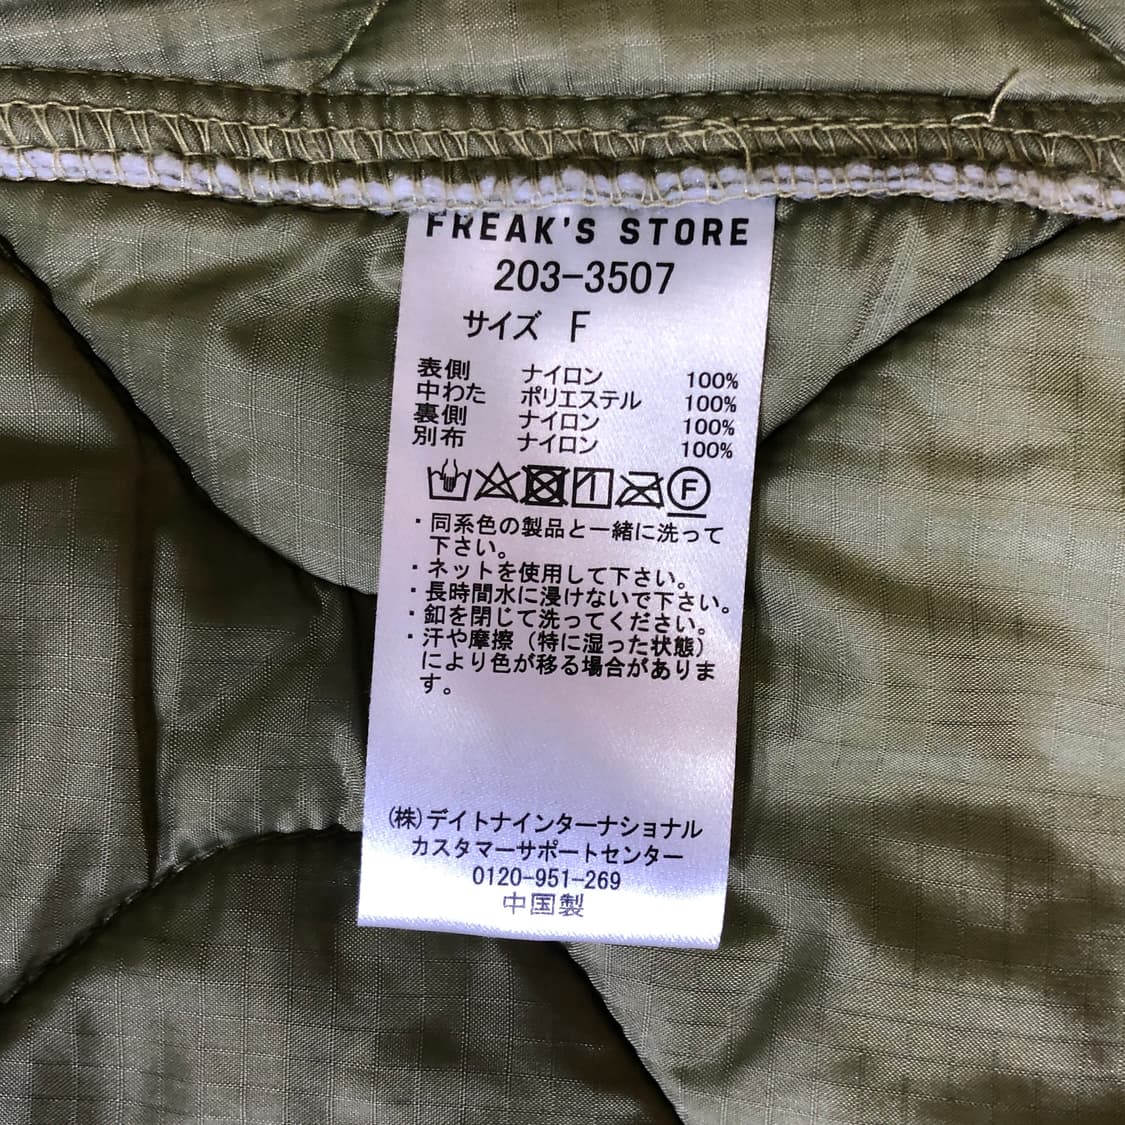 FREAK'S STORE
203-3507
サイズ F
表側 ナイロン 100%
中わた ポリエステル 100%
裏側 ナイロン 100%
別布 ナイロン 100%
F
・同系色の製品と一緒に洗って
下さい。
・ネットを使用して下さい。
・長時間水に浸けないで下さい。
・釦を閉じて洗ってください。
・汗や摩擦（特に湿った状態）
により色が移る場合がありま
す。
(株)デイトナインターナショナル
カスタマーサポートセンター
0120-951-269
中国製